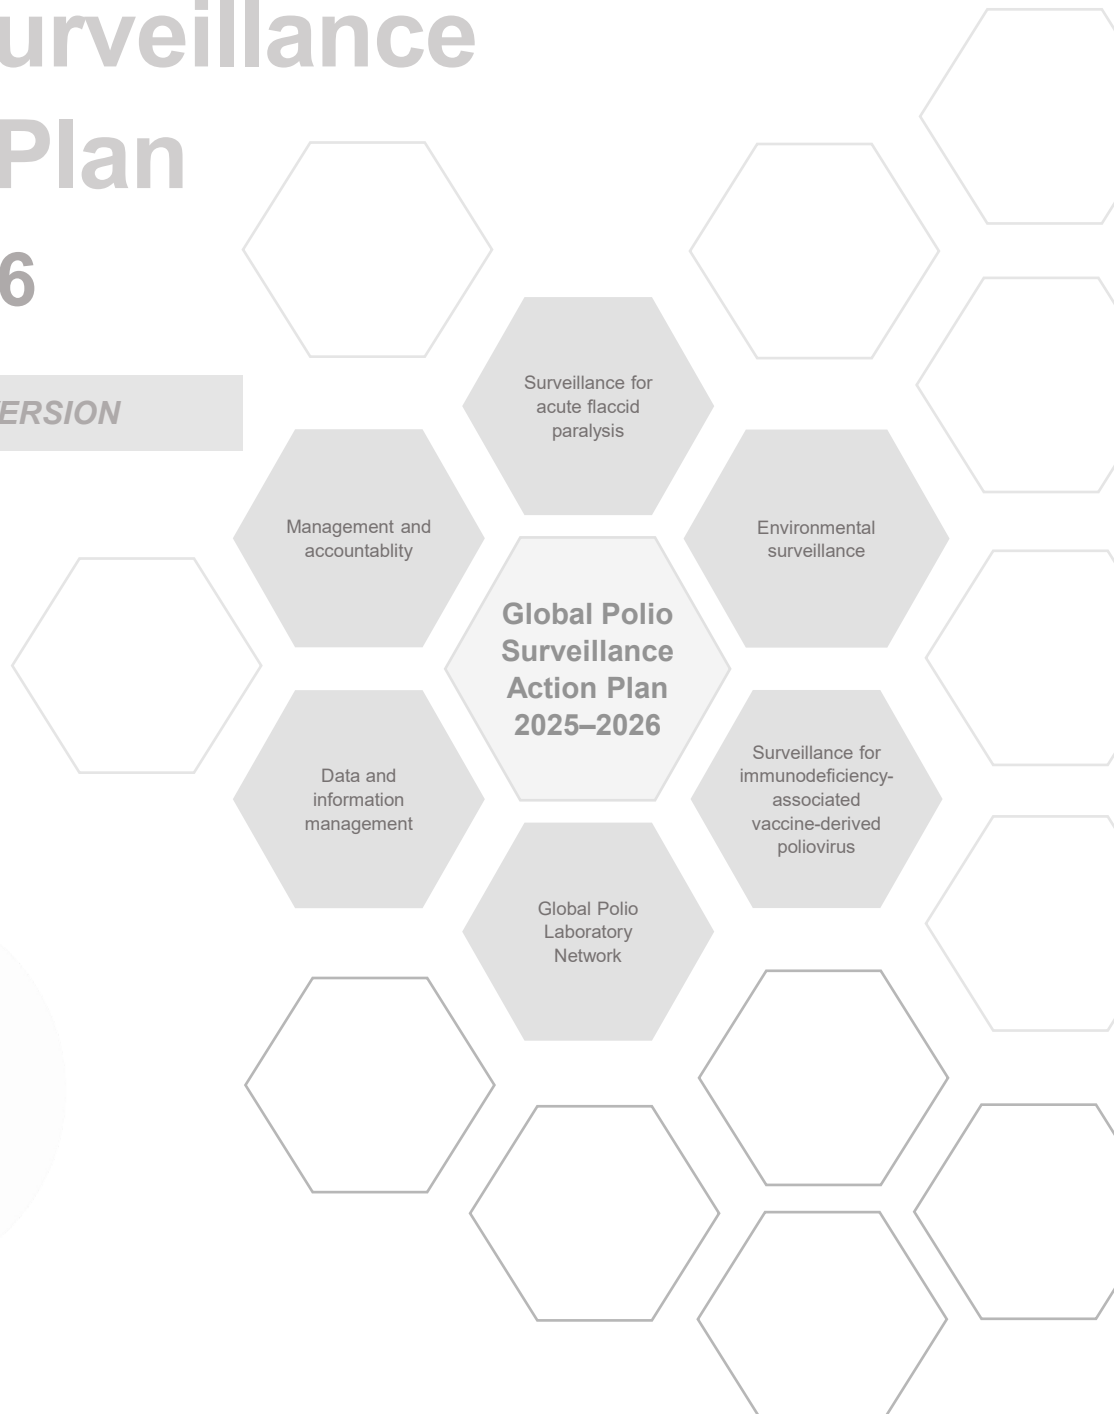 urveillance
Plan
6
ERSION
Surveillance for
acute flaccid
paralysis
Management and
accountablity
Environmental
surveillance
Global Polio
Surveillance
Action Plan
2025–2026
Data and
information
management
Surveillance for
immunodeficiency-
associated
vaccine-derived
poliovirus
Global Polio
Laboratory
Network